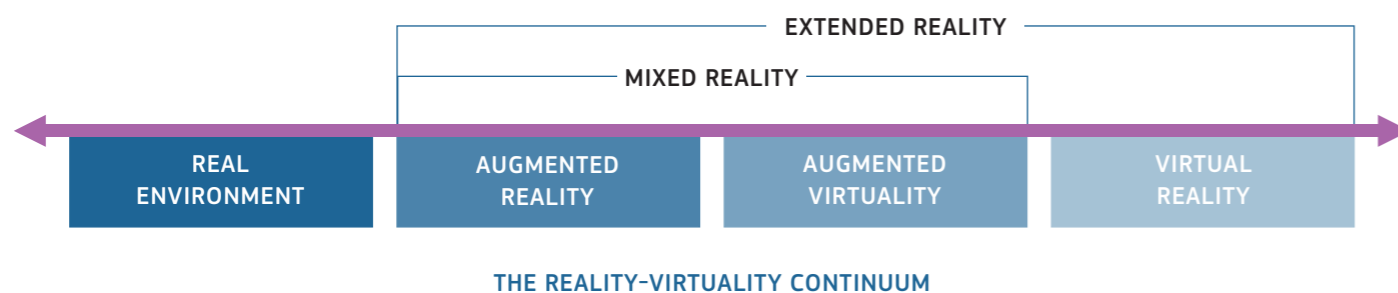 EXTENDED REALITY
MIXED REALITY
REAL
ENVIRONMENT
AUGMENTED
REALITY
AUGMENTED
VIRTUALITY
VIRTUAL
REALITY
THE REALITY-VIRTUALITY CONTINUUM